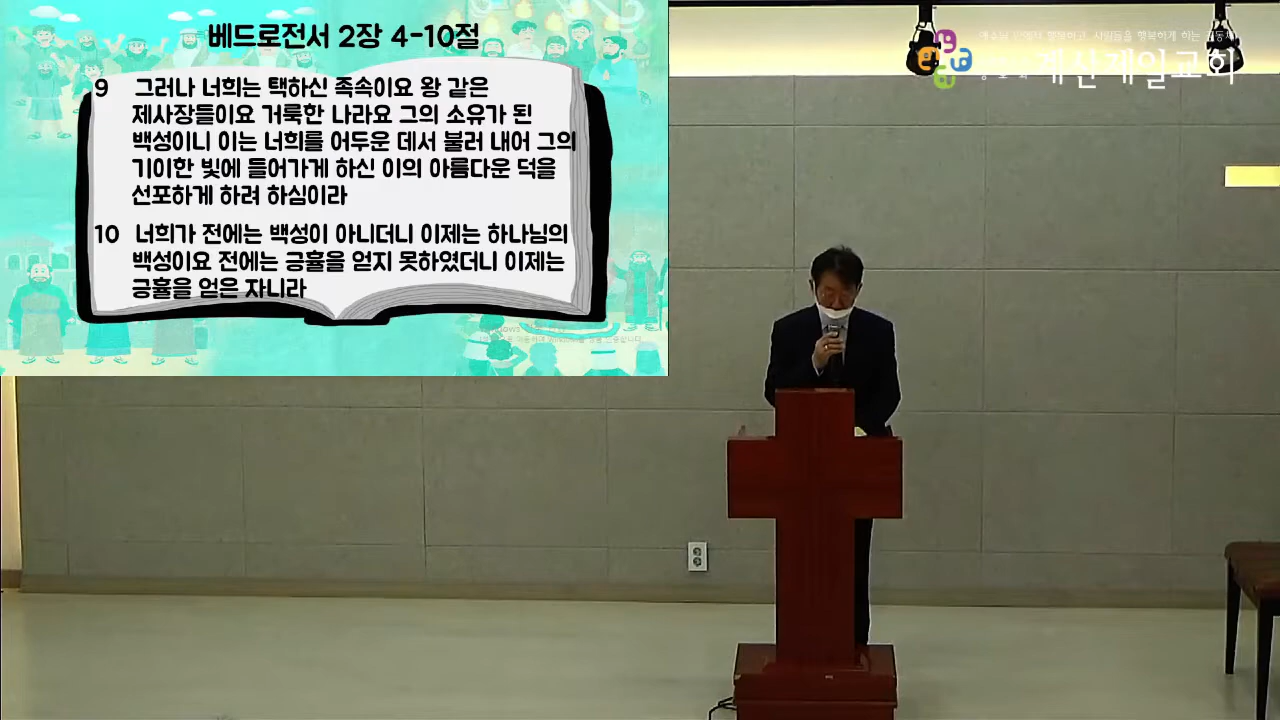 베드로전서 2장 4-10절
9 그러나 너희는 택하신 족속이요 왕 같은
제사장들이요 거룩한 나라요 그의 소유가 된
백성이니 이는 너희를 어두운 데서 불러 내어 그의
기이한 빛에 들어가게 하신 이의 아름다운 덕을
선포하게 하려 하심이라
10 너희가 전에는 백성이 아니더니 이제는 하나님의
백성이요 전에는 긍휼을 얻지 못하였더니 이제는
긍휼을 얻은 자니라
계산제일교회